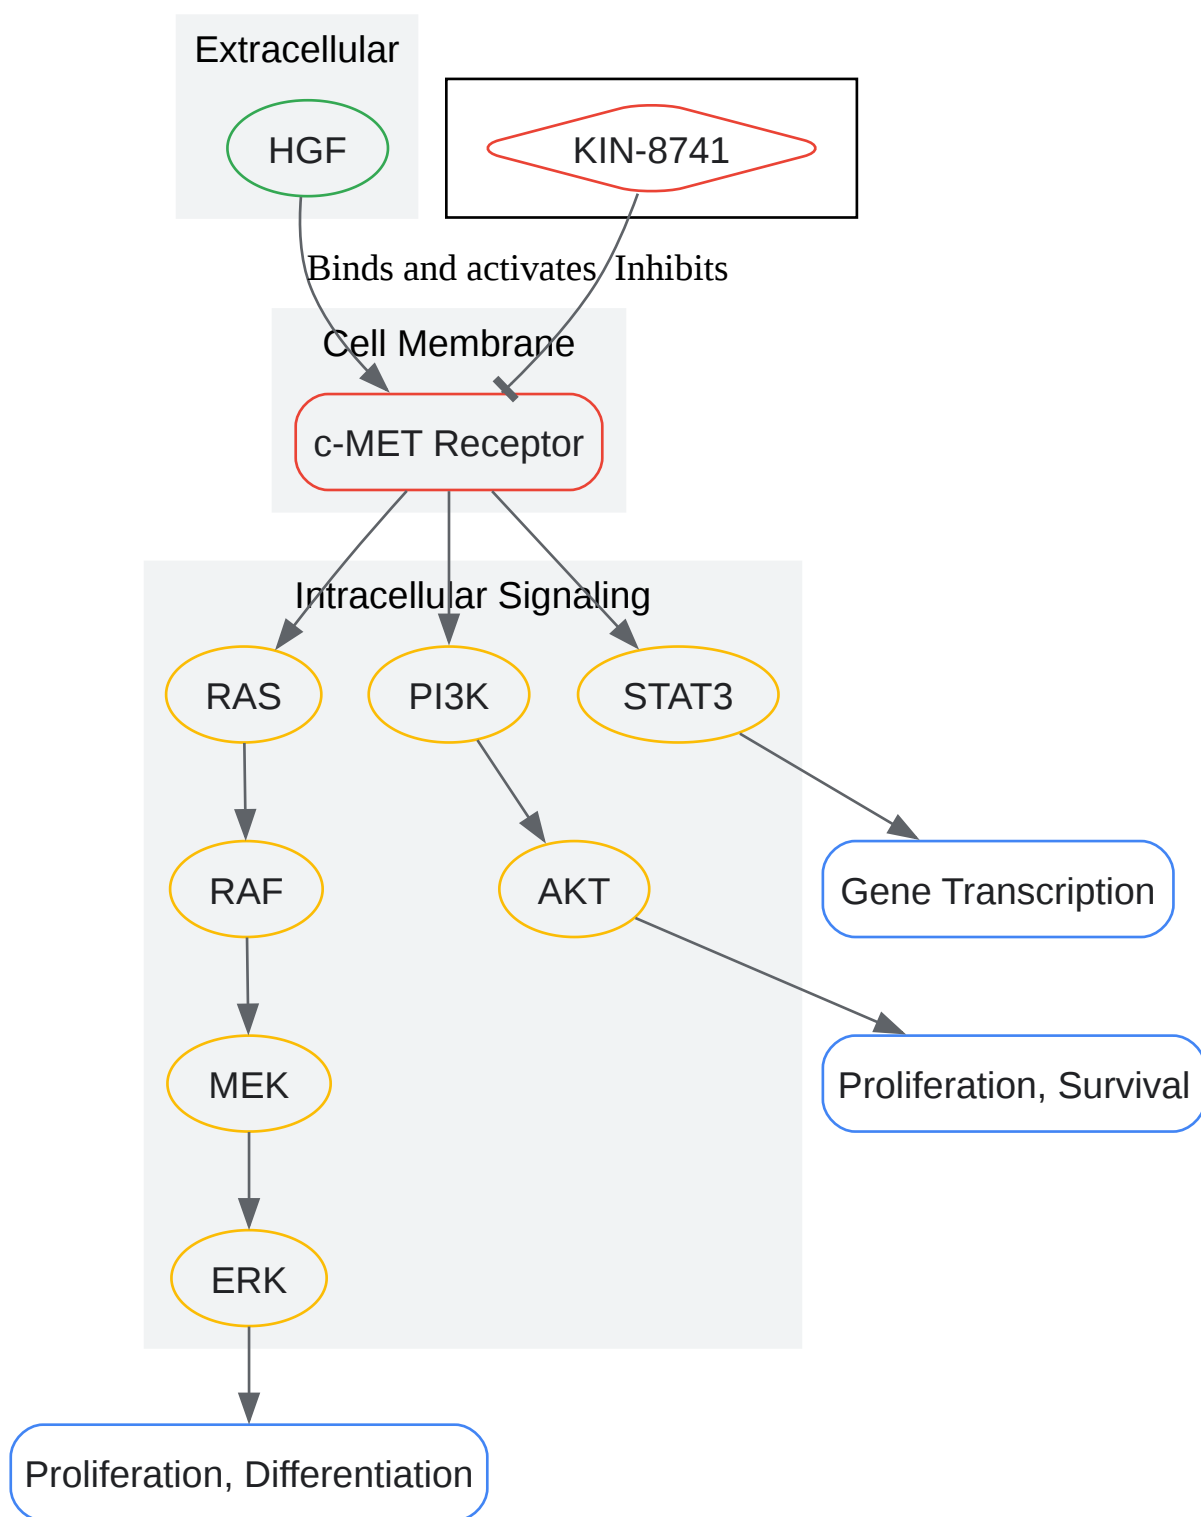 Extracellular
HGF
KIN-8741
Binds and activates
Inhibits
Cell Membrane
c-MET Receptor
Intracellular Signaling
RAS
PI3K
STAT3
RAF
AKT
Gene Transcription
MEK
Proliferation, Survival
ERK
Proliferation, Differentiation